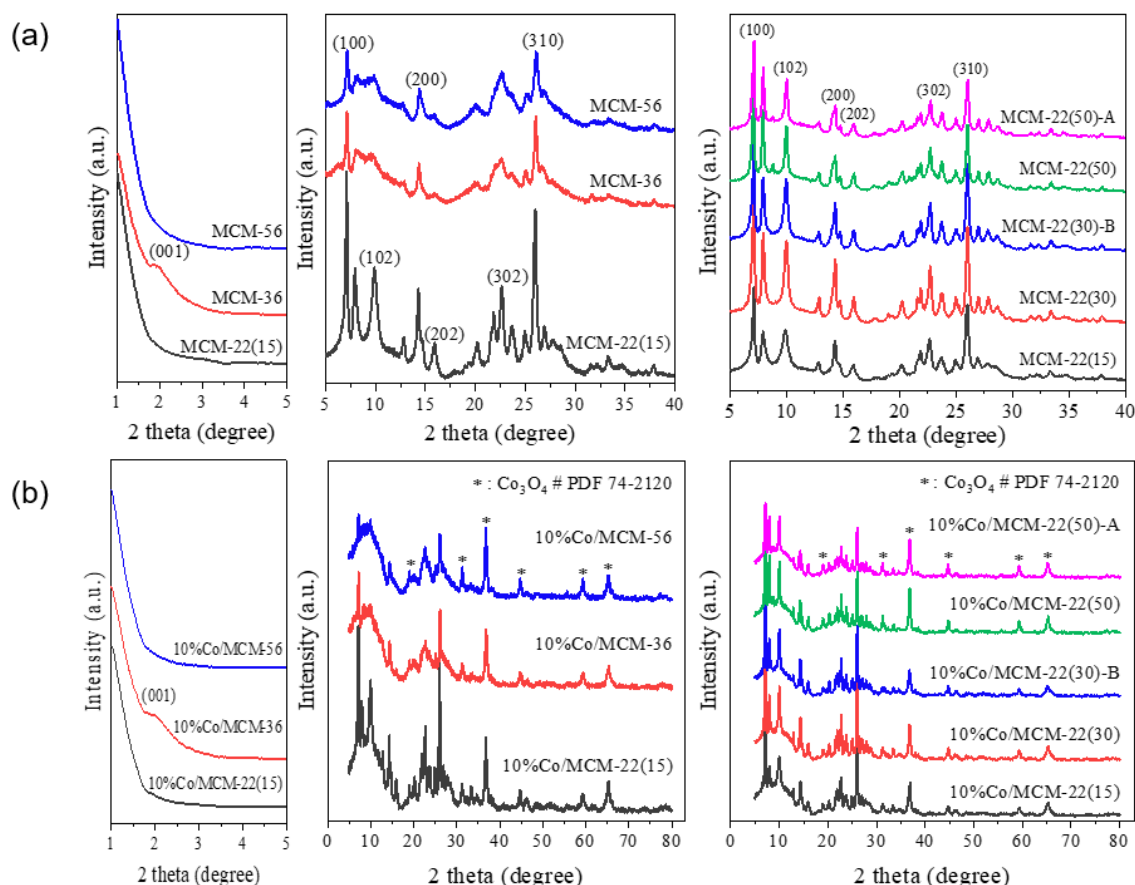 (a)
Intensity (a.u.)
MCM-56
(001)
MCM-36
MCM-22(15)
1 2 3 4 5
2 theta (degree)
Intensity (a.u.)
(100)
(200)
(310)
MCM-56
MCM-36
(102)
(202)
(302)
MCM-22(15)
5 10 15 20 25 30 35 40
2 theta (degree)
Intensity (a.u.)
(100)
(102)
(200)
(202)
(302)
(310)
MCM-22(50)-A
MCM-22(50)
MCM-22(30)-B
MCM-22(30)
MCM-22(15)
5 10 15 20 25 30 35 40
2 theta (degree)
(b)
Intensity (a.u.)
10%Co/MCM-56
(001)
10%Co/MCM-36
10%Co/MCM-22(15)
1 2 3 4 5
2 theta (degree)
Intensity (a.u.)
* : Co₃O₄ # PDF 74-2120
10%Co/MCM-56
* * * * * *
10%Co/MCM-36
10%Co/MCM-22(15)
0 10 20 30 40 50 60 70 80
2 theta (degree)
Intensity (a.u.)
* : Co₃O₄ # PDF 74-2120
10%Co/MCM-22(50)-A
* * * * * *
10%Co/MCM-22(50)
10%Co/MCM-22(30)-B
10%Co/MCM-22(30)
10%Co/MCM-22(15)
0 10 20 30 40 50 60 70 80
2 theta (degree)